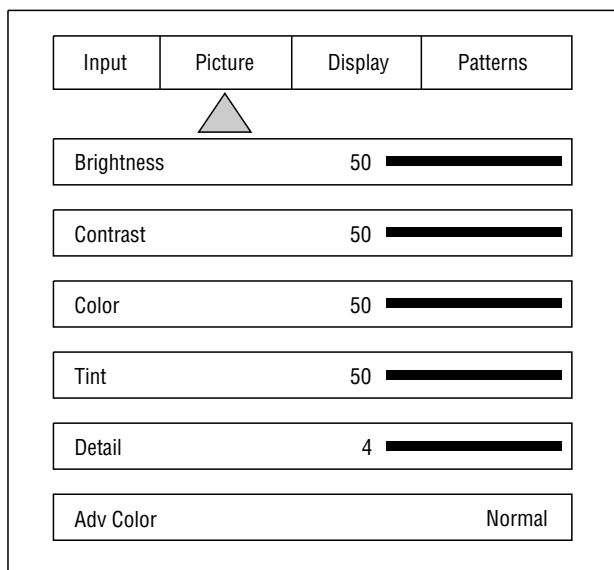 Input Picture Display Patterns
Brightness 50
Contrast 50
Color 50
Tint 50
Detail 4
Adv Color Normal